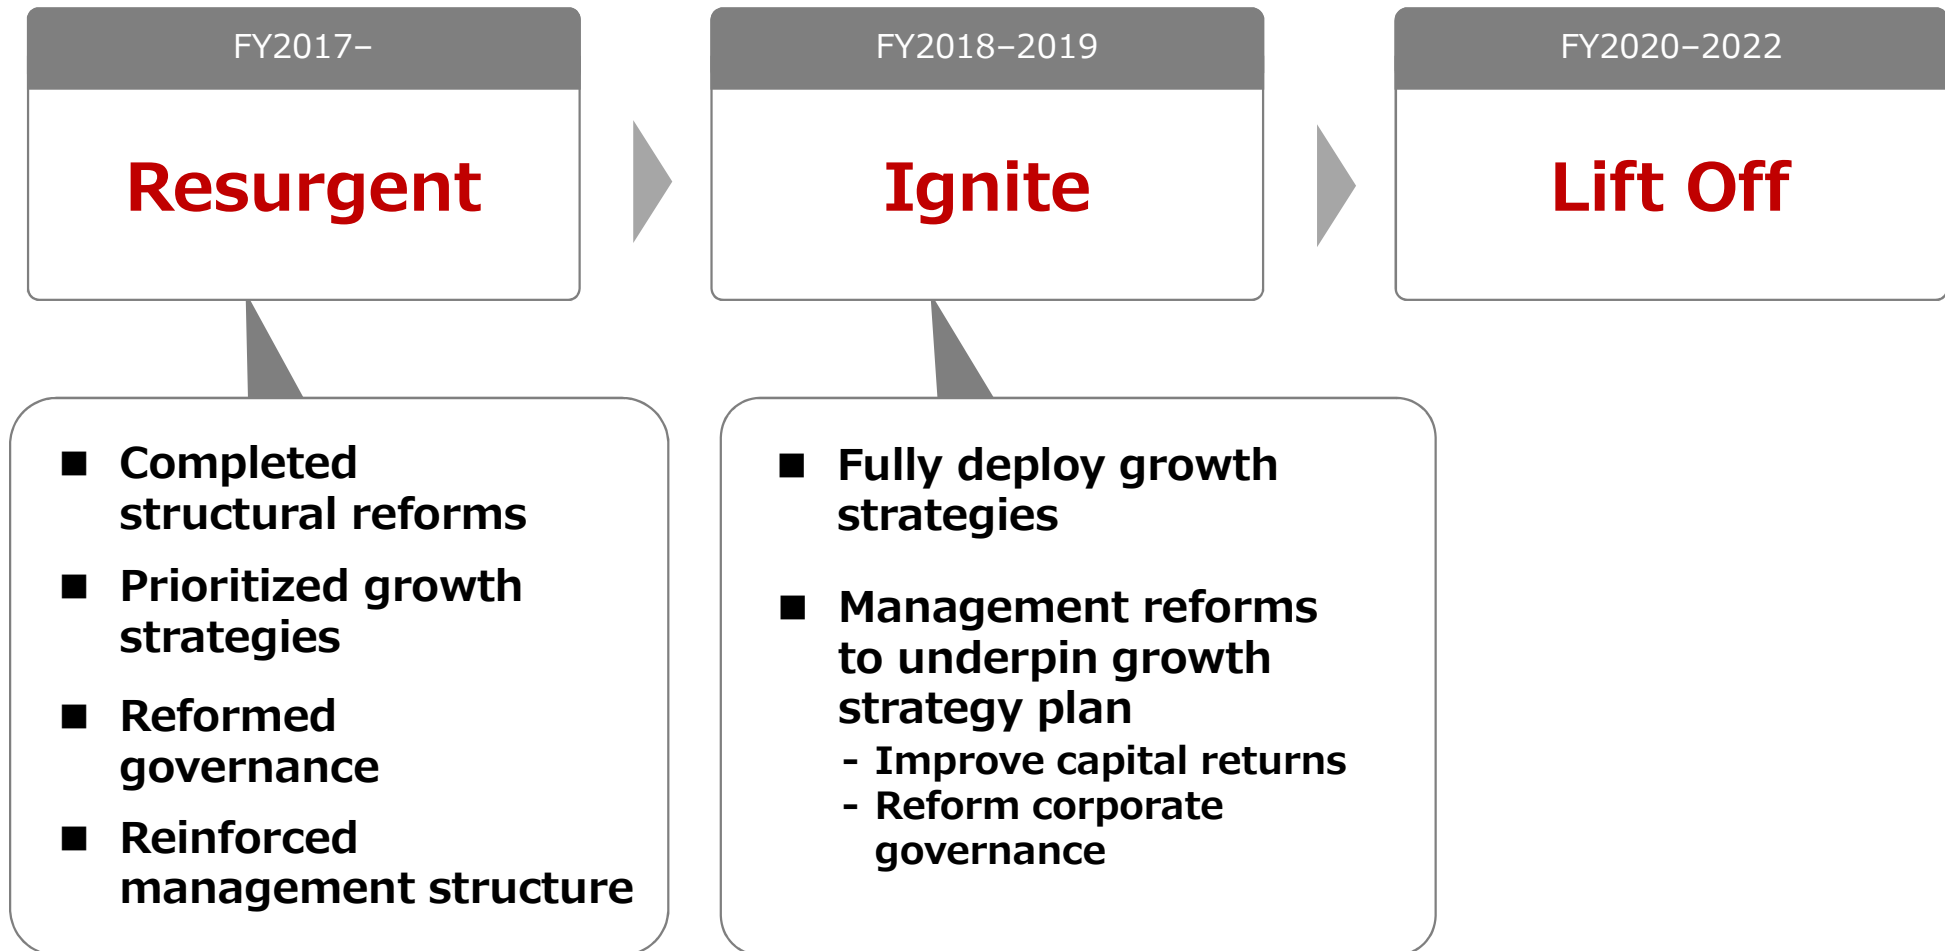 FY2017–
Resurgent
FY2018–2019
Ignite
FY2020–2022
Lift Off
■ Completed
structural reforms
■ Prioritized growth
strategies
■ Reformed
governance
■ Reinforced
management structure
■ Fully deploy growth
strategies
■ Management reforms
to underpin growth
strategy plan
- Improve capital returns
- Reform corporate
governance